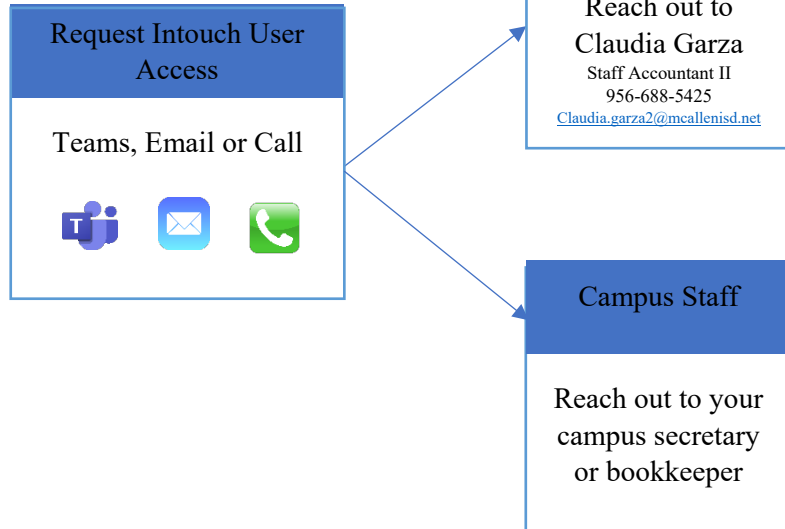 Request Intouch User
Access
Teams, Email or Call
T
Reach out to
Claudia Garza
Staff Accountant II
956-688-5425
Claudia.garza2@mcallenisd.net
Campus Staff
Reach out to your
campus secretary
or bookkeeper